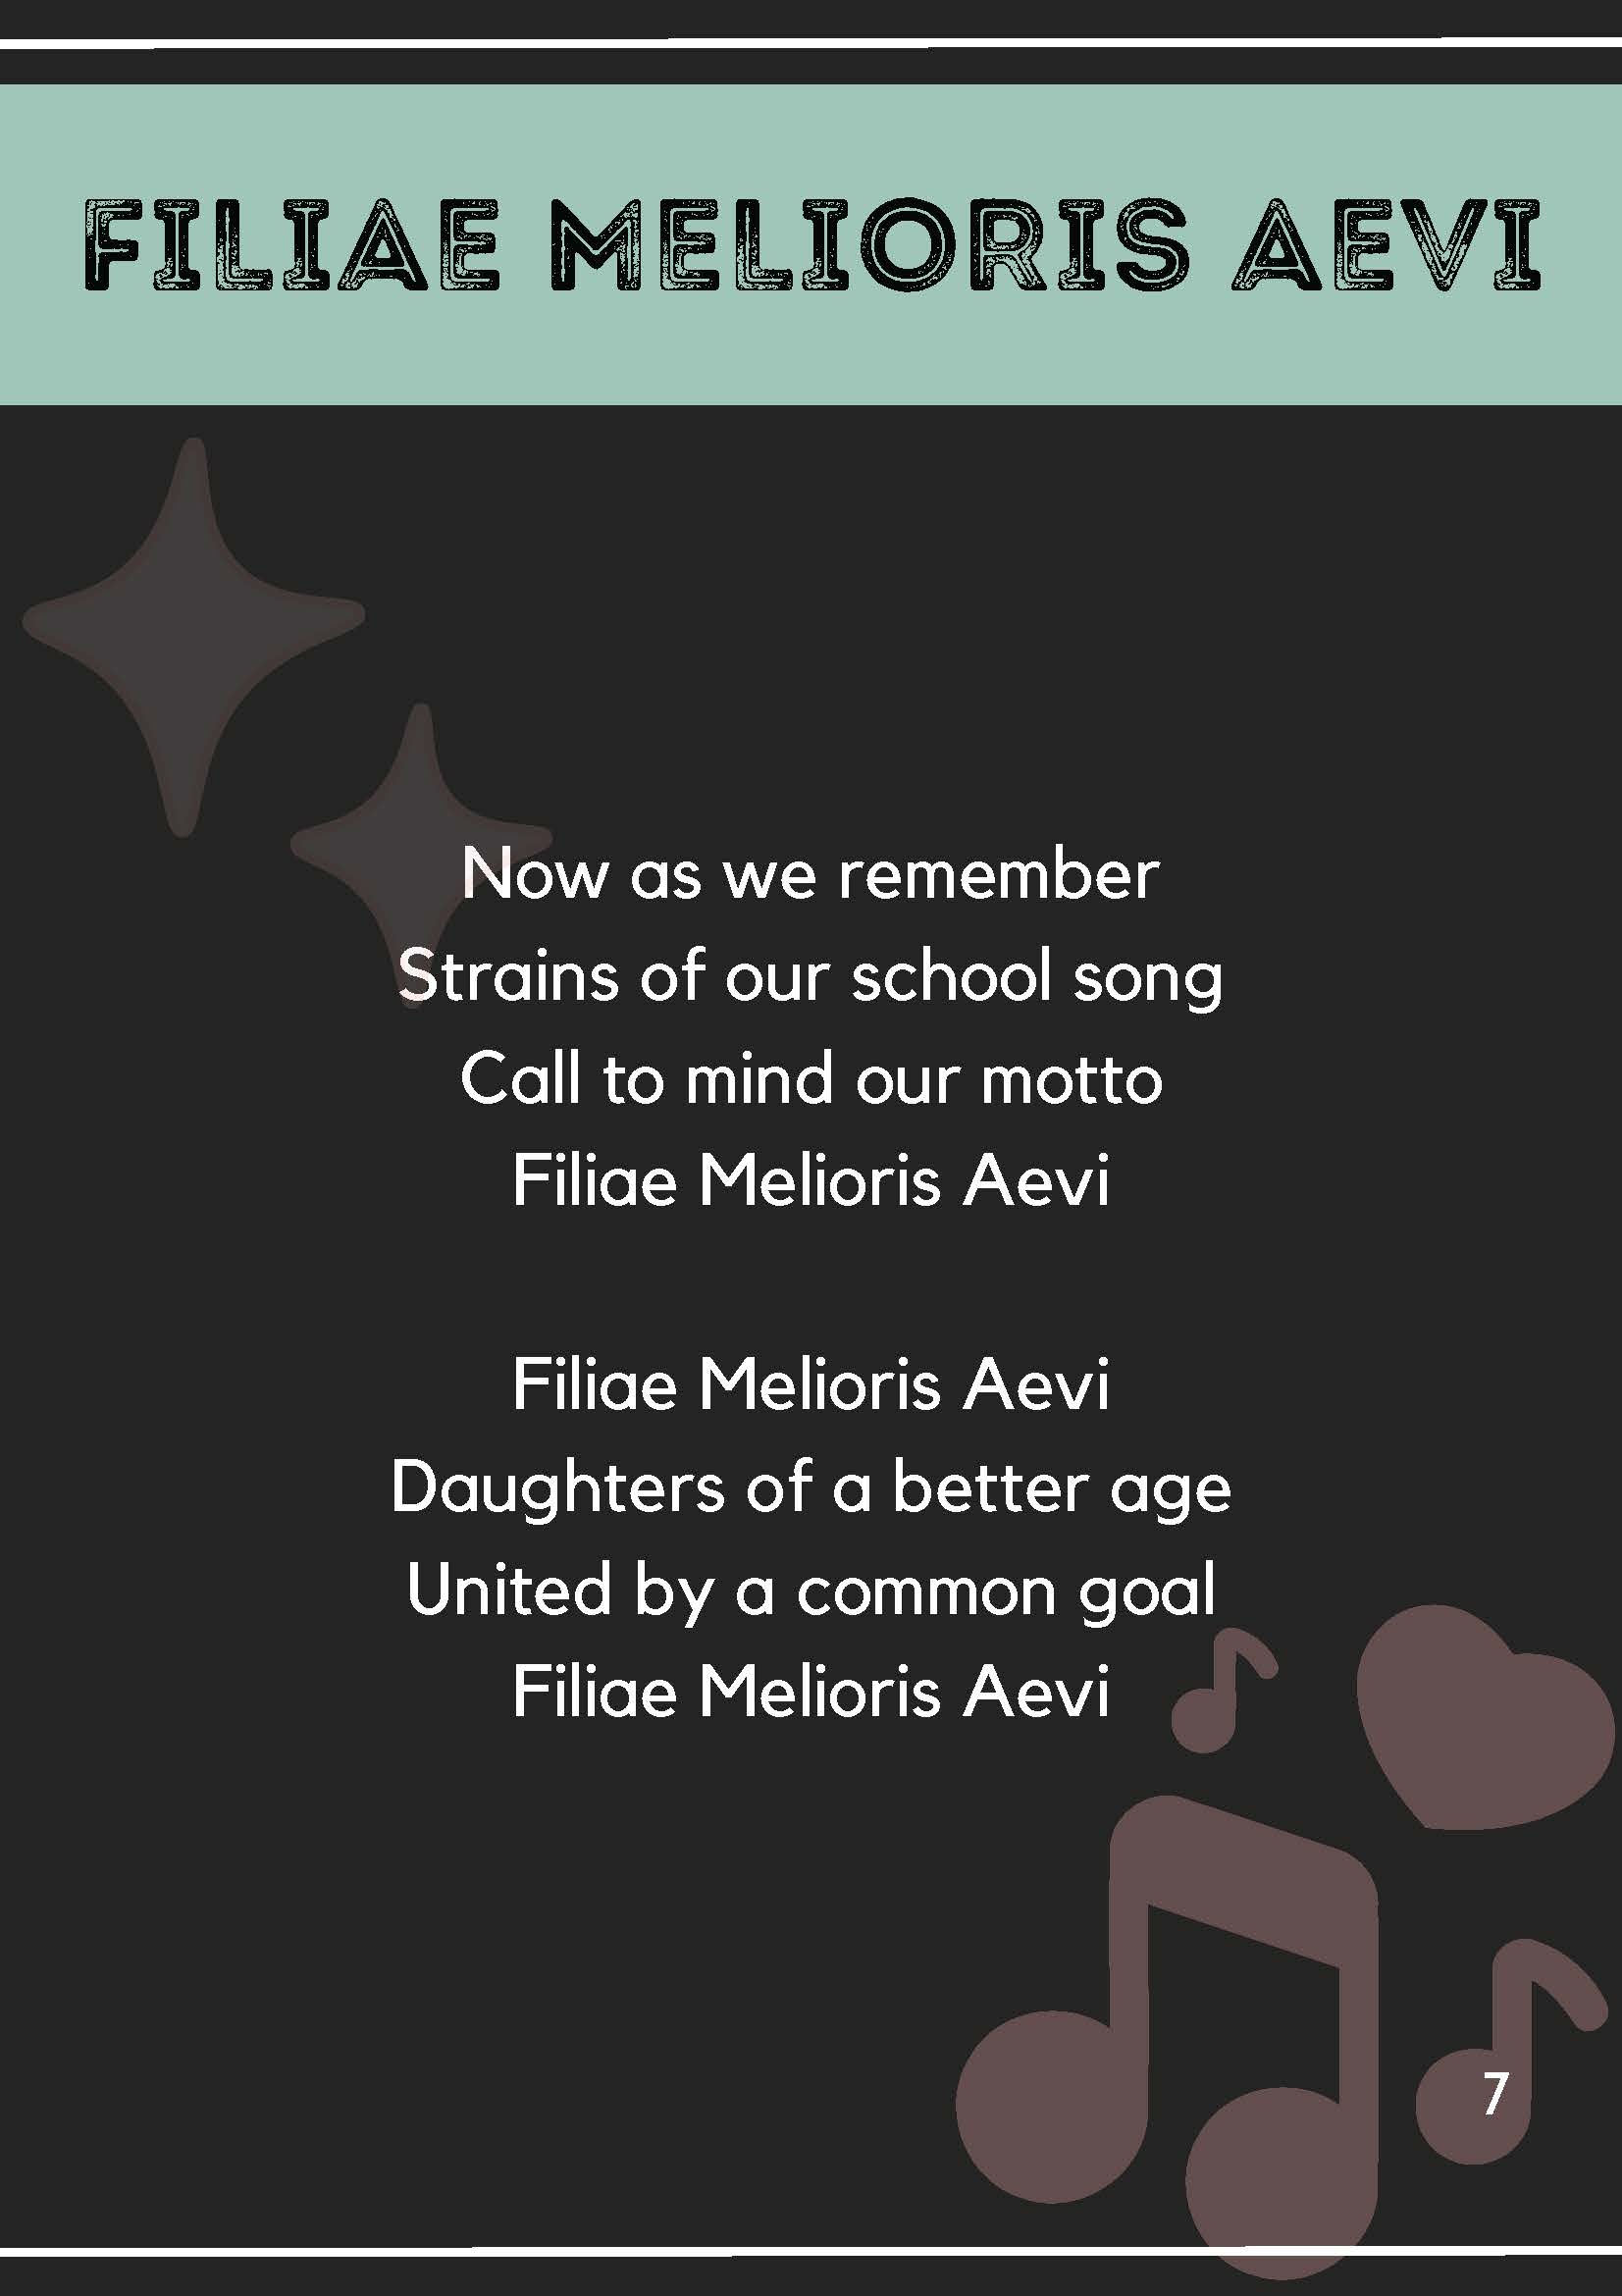 FILIAE MELIORIS AEVI
Now as we remember
Strains of our school song
Call to mind our motto
Filiae Melioris Aevi
Filiae Melioris Aevi
Daughters of a better age
United by a common goal
Filiae Melioris Aevi
7